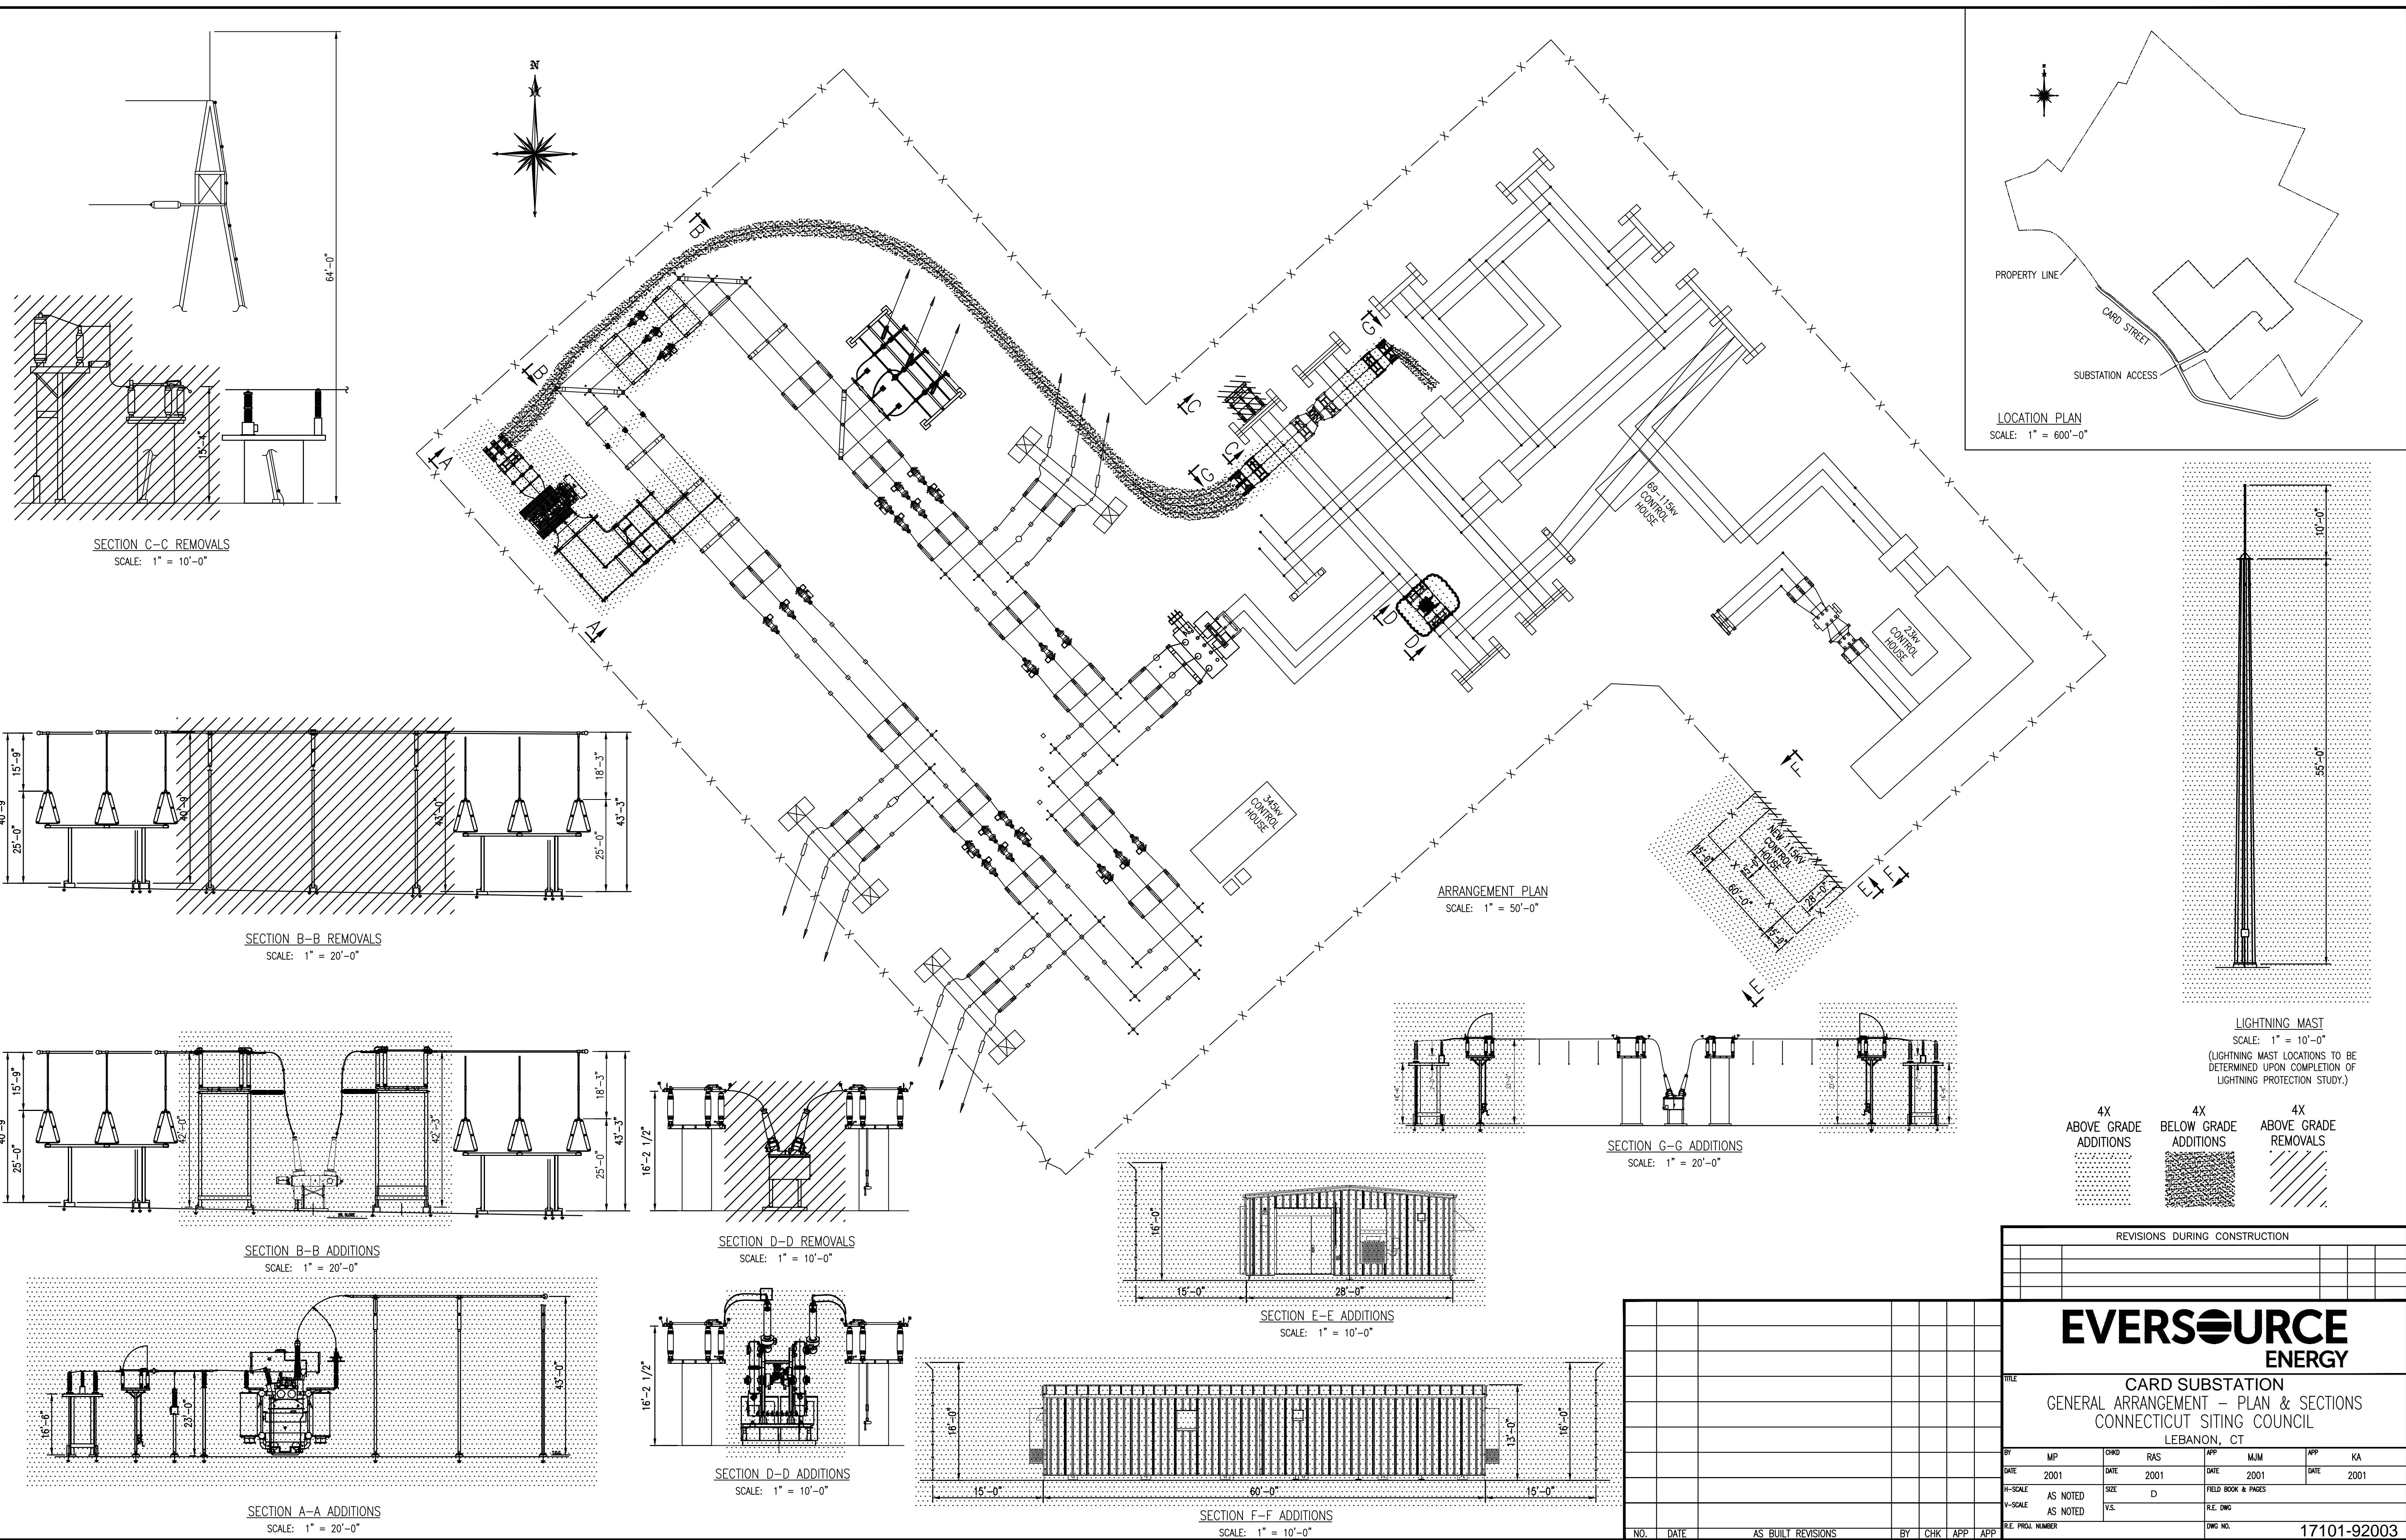 N
64'-0"
15'-4"
SECTION C-C REMOVALS
SCALE: 1" = 10'-0"
B
B
A
A
C
C
G
G
D
D
F
F
E
E
69-115kv
CONTROL
HOUSE
23kv
CONTROL
HOUSE
345kv
CONTROL
HOUSE
NEW 115kV
CONTROL
HOUSE
15'-0"
60'-0"
28'-0"
15'-0"
ARRANGEMENT PLAN
SCALE: 1" = 50'-0"
PROPERTY LINE
CARD STREET
SUBSTATION ACCESS
LOCATION PLAN
SCALE: 1" = 600'-0"
10'-0"
55'-0"
LIGHTNING MAST
SCALE: 1" = 10'-0"
(LIGHTNING MAST LOCATIONS TO BE
DETERMINED UPON COMPLETION OF
LIGHTNING PROTECTION STUDY.)
4X
ABOVE GRADE
ADDITIONS
4X
BELOW GRADE
ADDITIONS
4X
ABOVE GRADE
REMOVALS
15'-9"
40'-9
25'-0"
40'-9"
43'-0"
18'-3"
25'-0"
43'-3"
SECTION B-B REMOVALS
SCALE: 1" = 20'-0"
15'-9"
40'-9
25'-0"
42'-0"
42'-3"
18'-3"
25'-0"
43'-3"
SECTION B-B ADDITIONS
SCALE: 1" = 20'-0"
16'-6"
23'-0"
43'-0"
SECTION A-A ADDITIONS
SCALE: 1" = 20'-0"
16'-2 1/2"
SECTION D-D REMOVALS
SCALE: 1" = 10'-0"
16'-2 1/2"
SECTION D-D ADDITIONS
SCALE: 1" = 10'-0"
SECTION G-G ADDITIONS
SCALE: 1" = 20'-0"
16'-0"
15'-0"
28'-0"
SECTION E-E ADDITIONS
SCALE: 1" = 10'-0"
16'-0"
13'-0"
16'-0"
15'-0"
60'-0"
15'-0"
SECTION F-F ADDITIONS
SCALE: 1" = 10'-0"
NO. DATE AS BUILT REVISIONS BY CHK APP APP
REVISIONS DURING CONSTRUCTION
EVERSOURCE
ENERGY
TITLE
CARD SUBSTATION
GENERAL ARRANGEMENT - PLAN & SECTIONS
CONNECTICUT SITING COUNCIL
LEBANON, CT
BY MP CHKD RAS APP MJM APP KA
DATE 2001 DATE 2001 DATE 2001 DATE 2001
H-SCALE AS NOTED SIZE D FIELD BOOK & PAGES
V-SCALE AS NOTED V.S. R.E. DWG
R.E. PROJ. NUMBER DWG NO. 17101-92003